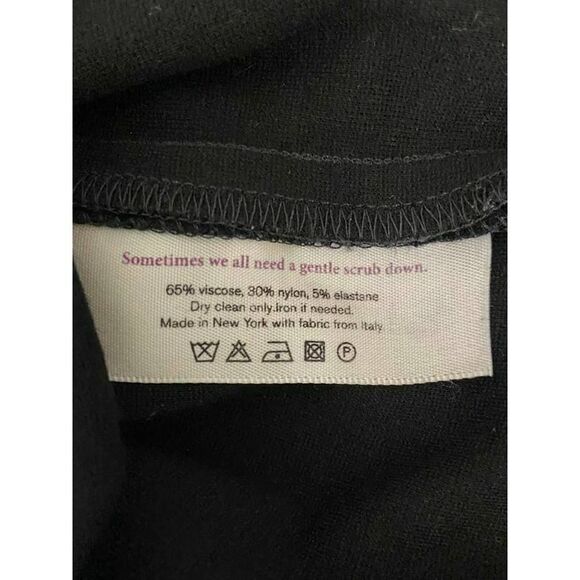 Sometimes we all need a gentle scrub down.
65% viscose, 30% nylon, 5% elastane
Dry clean only.iron if needed.
Made in New York with fabric from Italy.
P